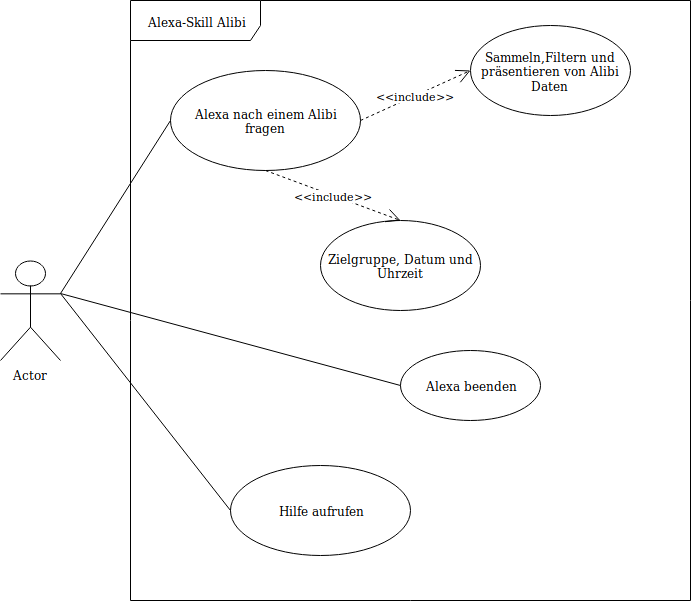 Alexa-Skill Alibi
Sammeln,Filtern und
präsentieren von Alibi
Daten
<<include>>
Alexa nach einem Alibi
fragen
<<include>>
Zielgruppe, Datum und
Uhrzeit
Actor
Alexa beenden
Hilfe aufrufen